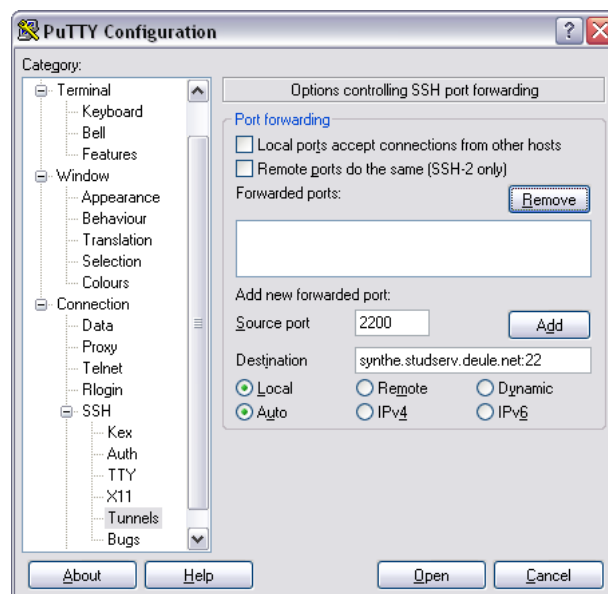 PuTTY Configuration
Category:
Terminal
Keyboard
Bell
Features
Window
Appearance
Behaviour
Translation
Selection
Colours
Connection
Data
Proxy
Telnet
Rlogin
SSH
Kex
Auth
TTY
X11
Tunnels
Bugs
Options controlling SSH port forwarding
Port forwarding
Local ports accept connections from other hosts
Remote ports do the same (SSH-2 only)
Forwarded ports:
Remove
Add new forwarded port:
Source port 2200 Add
Destination synthe.studserv.deule.net:22
Local Remote Dynamic
Auto IPv4 IPv6
About Help Open Cancel